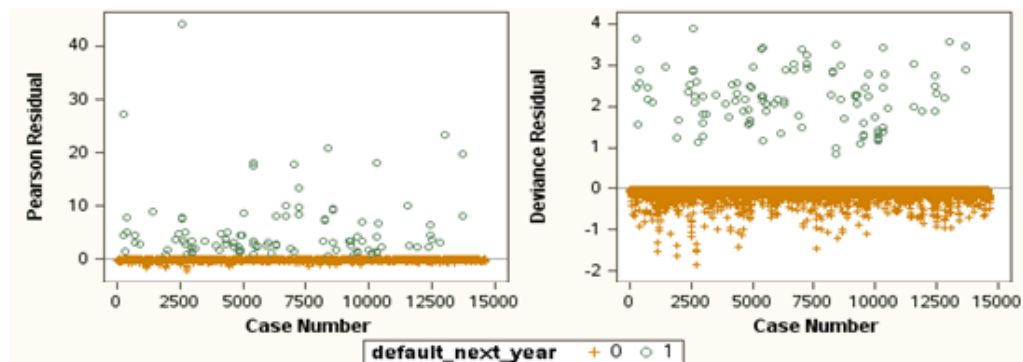 Pearson Residual
40
30
20
10
0
0 2500 5000 7500 10000 12500 15000
Case Number
Deviance Residual
4
3
2
1
0
-1
-2
0 2500 5000 7500 10000 12500 15000
Case Number
default_next_year + 0 ○ 1